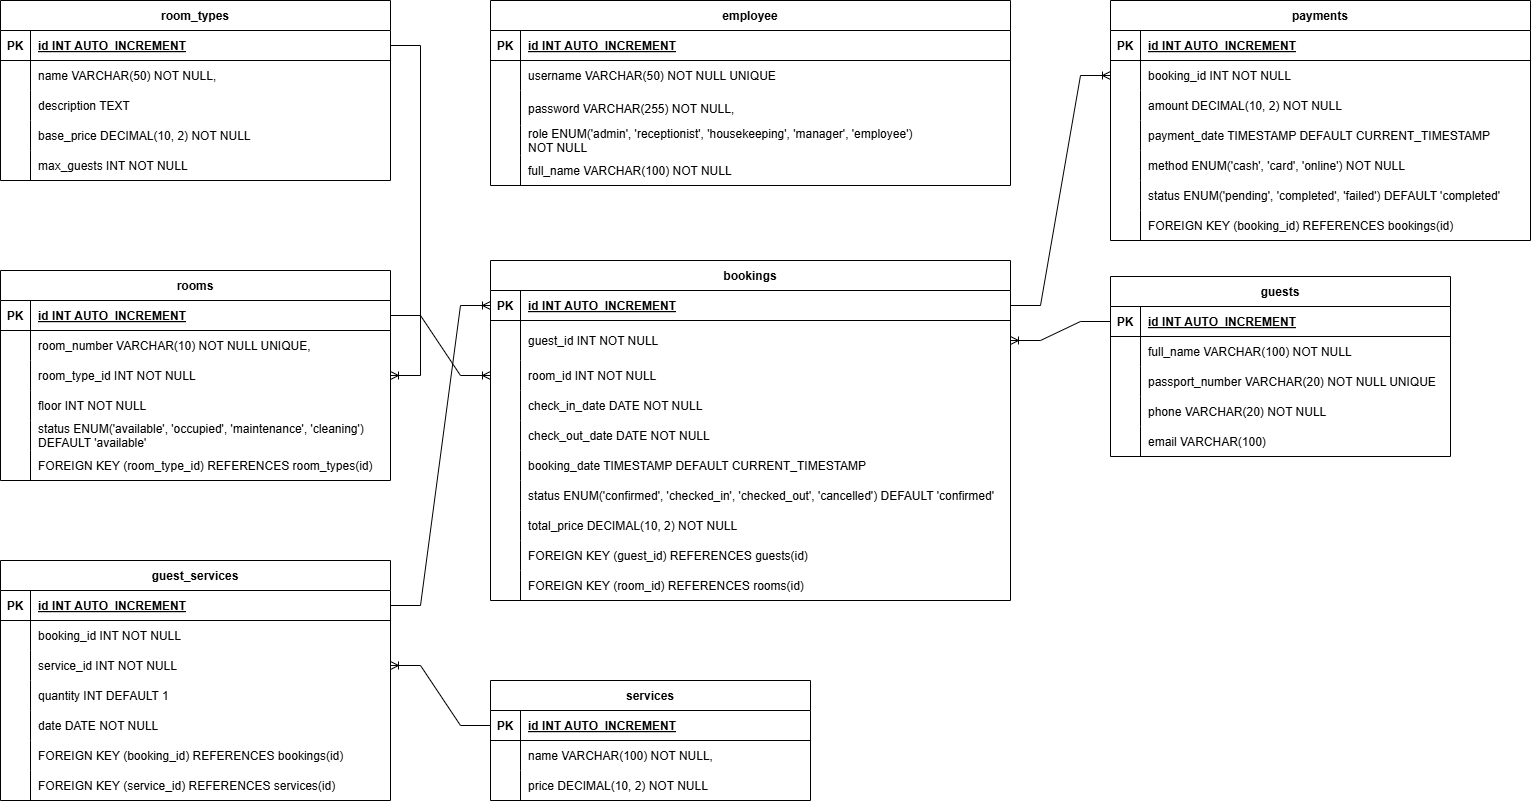 room_types
PK id INT AUTO_INCREMENT
name VARCHAR(50) NOT NULL,
description TEXT
base_price DECIMAL(10, 2) NOT NULL
max_guests INT NOT NULL
employee
PK id INT AUTO_INCREMENT
username VARCHAR(50) NOT NULL UNIQUE
password VARCHAR(255) NOT NULL,
role ENUM('admin', 'receptionist', 'housekeeping', 'manager', 'employee')
NOT NULL
full_name VARCHAR(100) NOT NULL
payments
PK id INT AUTO_INCREMENT
booking_id INT NOT NULL
amount DECIMAL(10, 2) NOT NULL
payment_date TIMESTAMP DEFAULT CURRENT_TIMESTAMP
method ENUM('cash', 'card', 'online') NOT NULL
status ENUM('pending', 'completed', 'failed') DEFAULT 'completed'
FOREIGN KEY (booking_id) REFERENCES bookings(id)
rooms
PK id INT AUTO_INCREMENT
room_number VARCHAR(10) NOT NULL UNIQUE,
room_type_id INT NOT NULL
floor INT NOT NULL
status ENUM('available', 'occupied', 'maintenance', 'cleaning')
DEFAULT 'available'
FOREIGN KEY (room_type_id) REFERENCES room_types(id)
bookings
PK id INT AUTO_INCREMENT
guest_id INT NOT NULL
room_id INT NOT NULL
check_in_date DATE NOT NULL
check_out_date DATE NOT NULL
booking_date TIMESTAMP DEFAULT CURRENT_TIMESTAMP
status ENUM('confirmed', 'checked_in', 'checked_out', 'cancelled') DEFAULT 'confirmed'
total_price DECIMAL(10, 2) NOT NULL
FOREIGN KEY (guest_id) REFERENCES guests(id)
FOREIGN KEY (room_id) REFERENCES rooms(id)
guests
PK id INT AUTO_INCREMENT
full_name VARCHAR(100) NOT NULL
passport_number VARCHAR(20) NOT NULL UNIQUE
phone VARCHAR(20) NOT NULL
email VARCHAR(100)
guest_services
PK id INT AUTO_INCREMENT
booking_id INT NOT NULL
service_id INT NOT NULL
quantity INT DEFAULT 1
date DATE NOT NULL
FOREIGN KEY (booking_id) REFERENCES bookings(id)
FOREIGN KEY (service_id) REFERENCES services(id)
services
PK id INT AUTO_INCREMENT
name VARCHAR(100) NOT NULL,
price DECIMAL(10, 2) NOT NULL